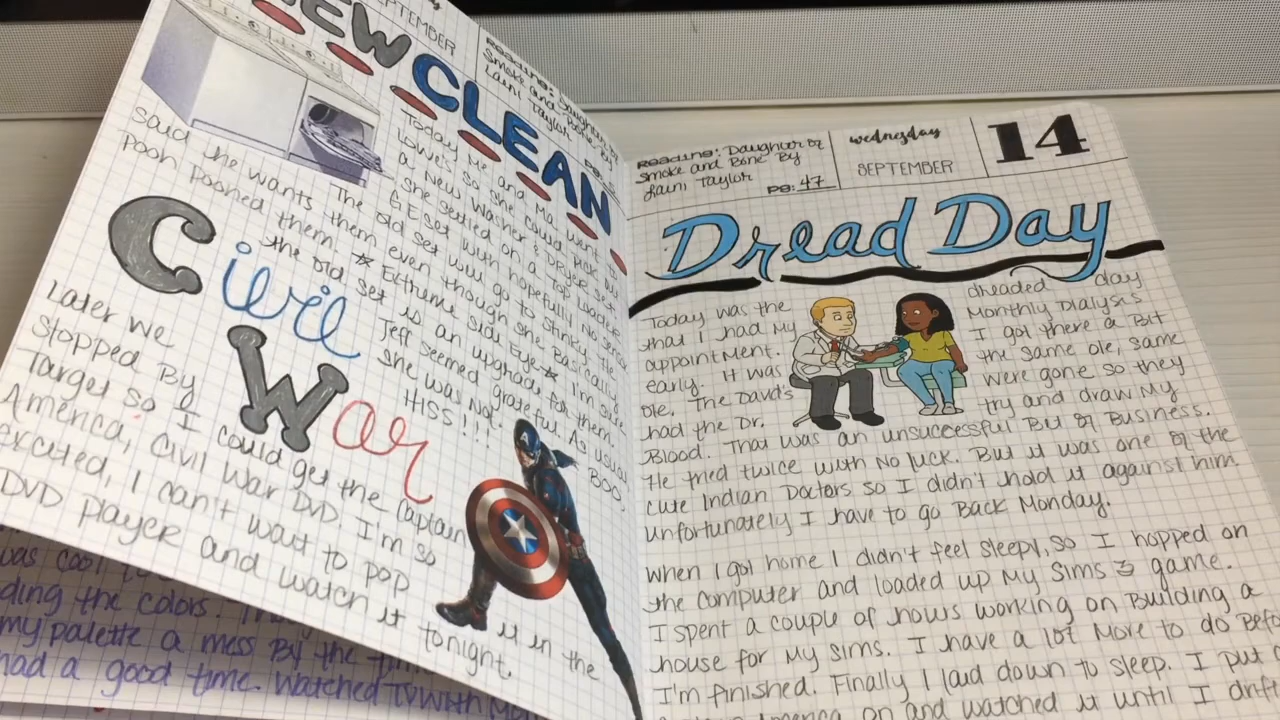 SEPTEMBER
Reading: Daughter of
Smoke and Bone By
Laini Taylor
PG:
NEW CLEAN
Today Me and Ma went to
Lowe's so she could pick out
a New Washer & Dryer set.
She settled on a top loader
GE set with hopefully No sensor.
The old set will go to Stinky. He
said he wants them even though she Basically
pooh poohed them. *Extreme Side Eye* I'm sure
the old set is an upgrade for them.
Jeff seemed grateful. As usual
she was Not. BOO
HISS!!!
Civil
War
Later we
stopped By
Target so I could get the Captain
America, Civil War DVD. I'm so
excited, I can't wait to pop it in the
DVD player and watch it tonight.
was cool
ding the colors.
my palette a mess By the
had a good time. Watched TV with
Reading: Daughter of
Smoke and Bone By
Laini Taylor
PG: 47
wednesday
SEPTEMBER
14
Dread Day
Today was the dreaded day
that I had My Monthly Dialysis
appointment. I got there a Bit
early. It was the same ole, same
ole. The Davids were gone so they
had the Dr. try and draw My
Blood. That was an unsuccessful Bit of Business.
He tried twice with No luck. But it was one of the
cute Indian Doctors so I didn't hold it against him
Unfortunately I have to go Back Monday.
When I got home I didn't feel sleepy, so I hopped on
the computer and loaded up My Sims 3 game.
I spent a couple of hours working on Building a
house for My Sims. I have a lot More to do Before
I'm finished. Finally I laid down to sleep. I put
America on and watched it until I